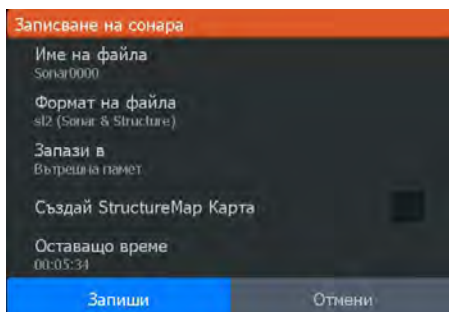 Записване на сонара
Име на файла
Sonar0000
Формат на файла
sl2 (Sonar & Structure)
Запази в
Вътрешна памет
Създай StructureMap Карта
Оставащо време
00:05:34
Запиши Отмени